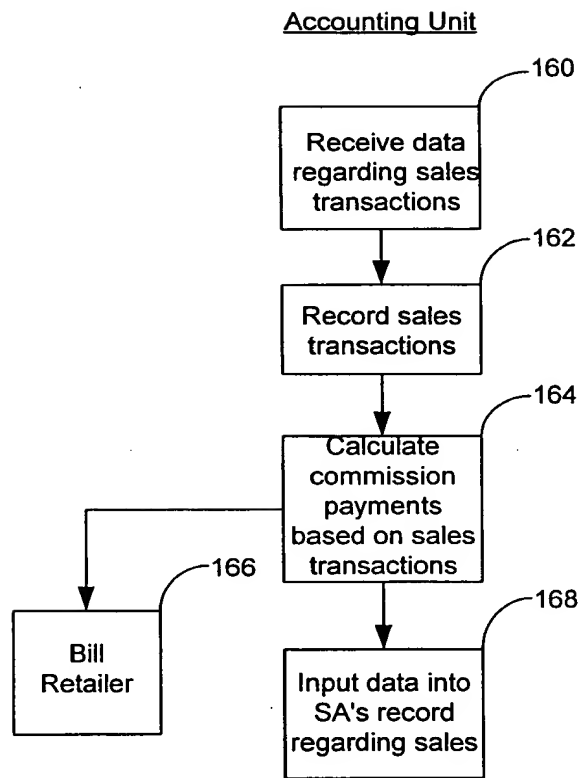 Accounting Unit
160
Receive data
regarding sales
transactions
162
Record sales
transactions
164
Calculate
commission
payments
based on sales
transactions
166
Bill
Retailer
168
Input data into
SA's record
regarding sales